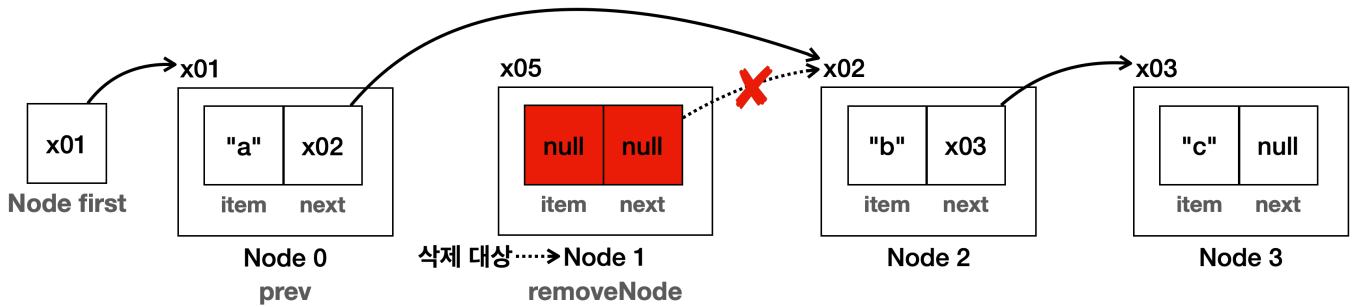 x01
x05
x02
x03
x01
"a"
x02
null
null
"b"
x03
"c"
null
Node first
item
next
item
next
item
next
item
next
Node 0
삭제 대상
Node 1
Node 2
Node 3
prev
removeNode